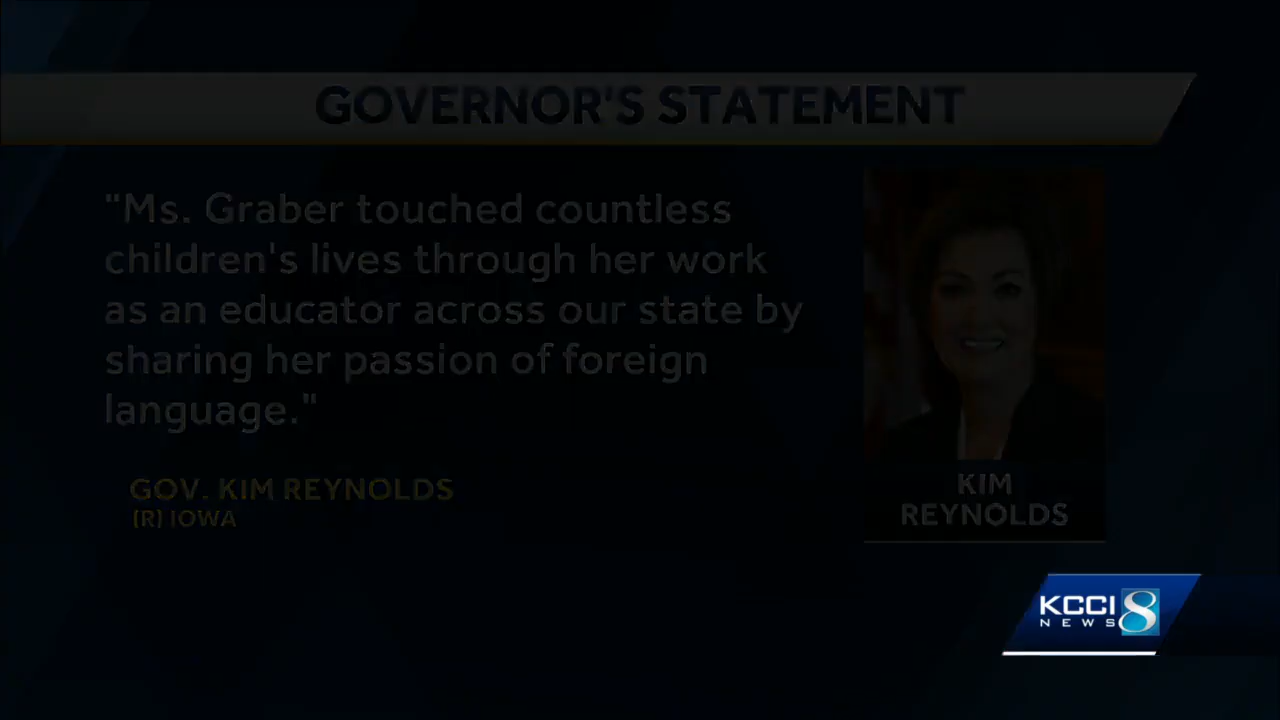 GOVERNOR'S STATEMENT
"Ms. Graber touched countless
children's lives through her work
as an educator across our state by
sharing her passion of foreign
language."
GOV. KIM REYNOLDS
(R) IOWA
KIM
REYNOLDS
KCCI 8
NEWS